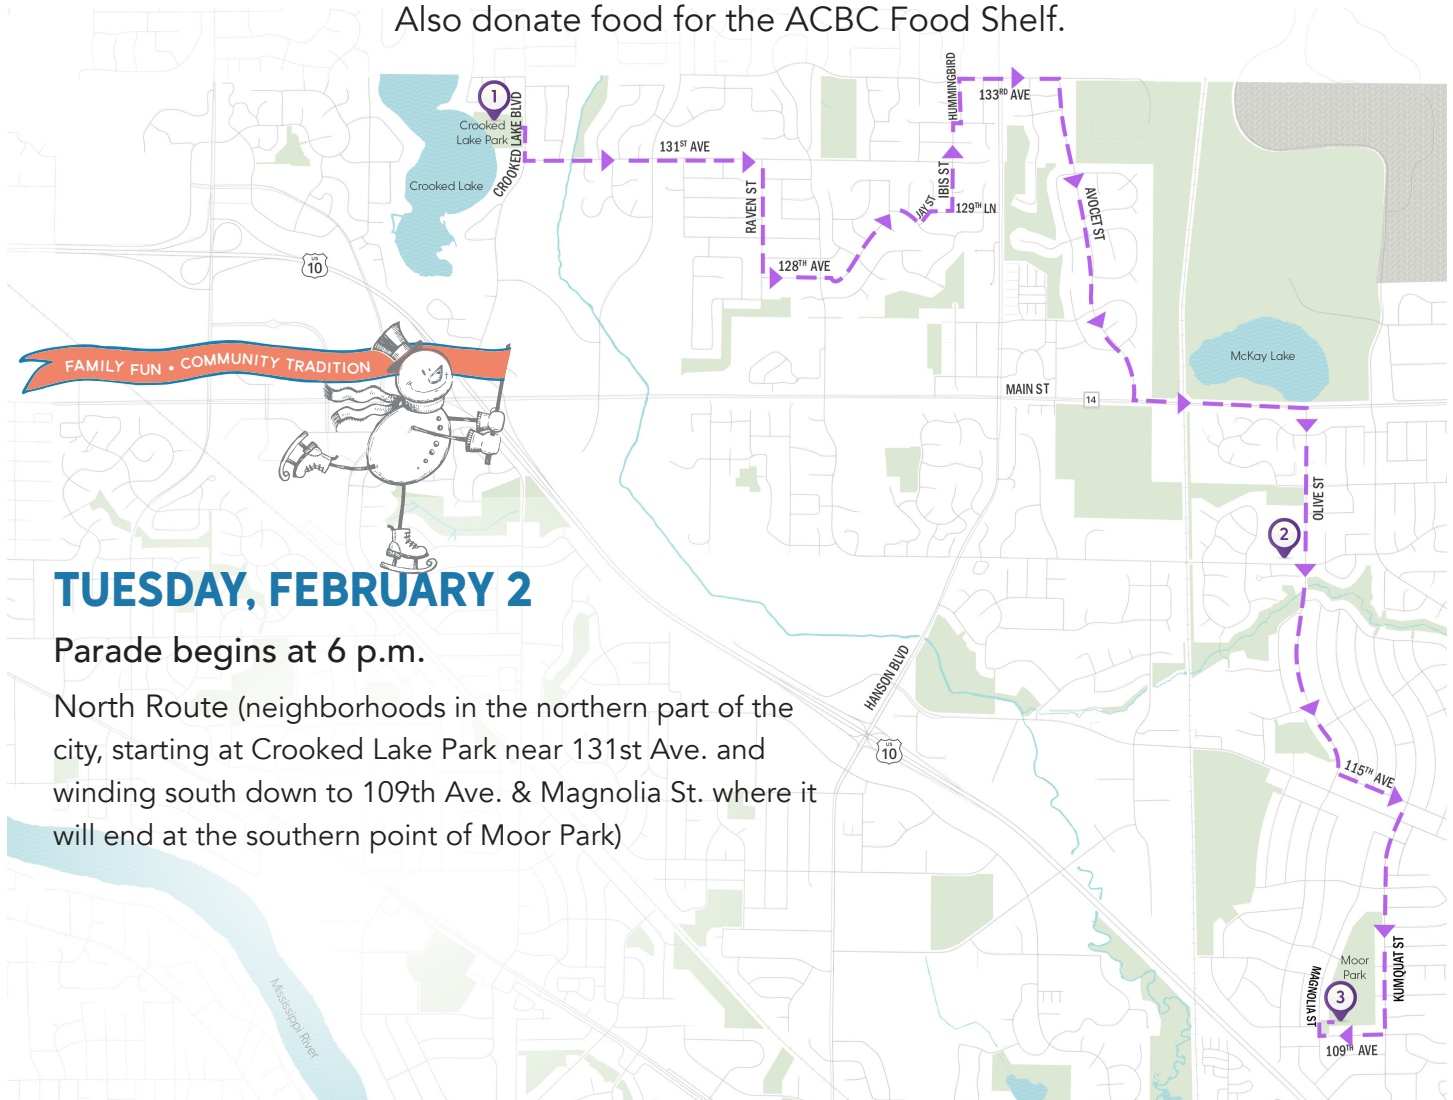 Also donate food for the ACBC Food Shelf.
HUMMINGBIRD
133RD AVE
1
Crooked
Lake Park
CROOKED LAKE BLVD
131ST AVE
Crooked Lake
RAVEN ST
JAY ST
IBIS ST
129TH LN
AVOCET ST
US
10
128TH AVE
McKay Lake
FAMILY FUN • COMMUNITY TRADITION
MAIN ST
14
OLIVE ST
2
TUESDAY, FEBRUARY 2
Parade begins at 6 p.m.
North Route (neighborhoods in the northern part of the
city, starting at Crooked Lake Park near 131st Ave. and
winding south down to 109th Ave. & Magnolia St. where it
will end at the southern point of Moor Park)
HANSON BLVD
US
10
115TH AVE
Mississippi River
Moor
Park
MAGNOLIA ST
3
KUMQUAT ST
109TH AVE